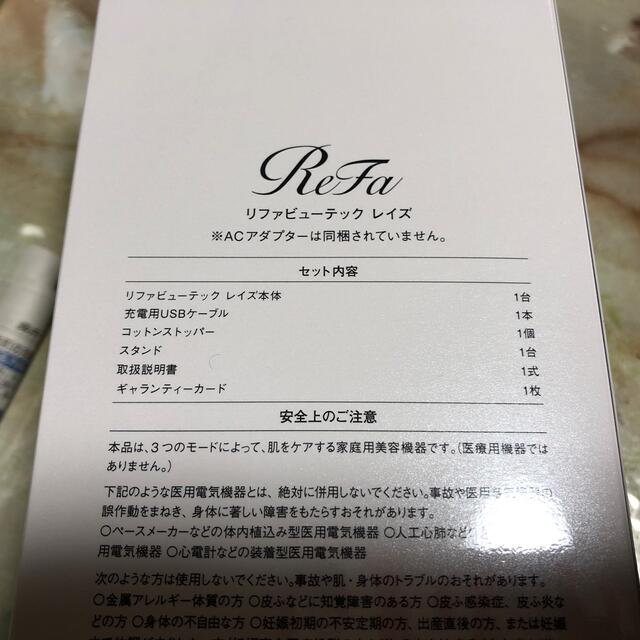 ReFa
リファビューテック レイズ
※ACアダプターは同梱されていません。
セット内容
リファビューテック レイズ本体 1台
充電用USBケーブル 1本
コットンストッパー 1個
スタンド 1台
取扱説明書 1式
ギャランティーカード 1枚
安全上のご注意
本品は、3つのモードによって、肌をケアする家庭用美容機器です。(医療用機器では
ありません。)
下記のような医用電気機器とは、絶対に併用しないでください。事故や医用電気機器の
誤作動をまねき、身体に著しい障害をもたらすおそれがあります。
○ペースメーカーなどの体内植込み型医用電気機器 ○人工心肺などの
用電気機器 ○心電計などの装着型医用電気機器
次のような方は使用しないでください。事故や肌・身体のトラブルのおそれがあります。
○金属アレルギー体質の方 ○皮ふなどに知覚障害のある方 ○皮ふ感染症、皮ふ炎な
どの方 ○身体の不自由な方 ○妊娠初期の不安定期の方、出産直後の方、または妊娠